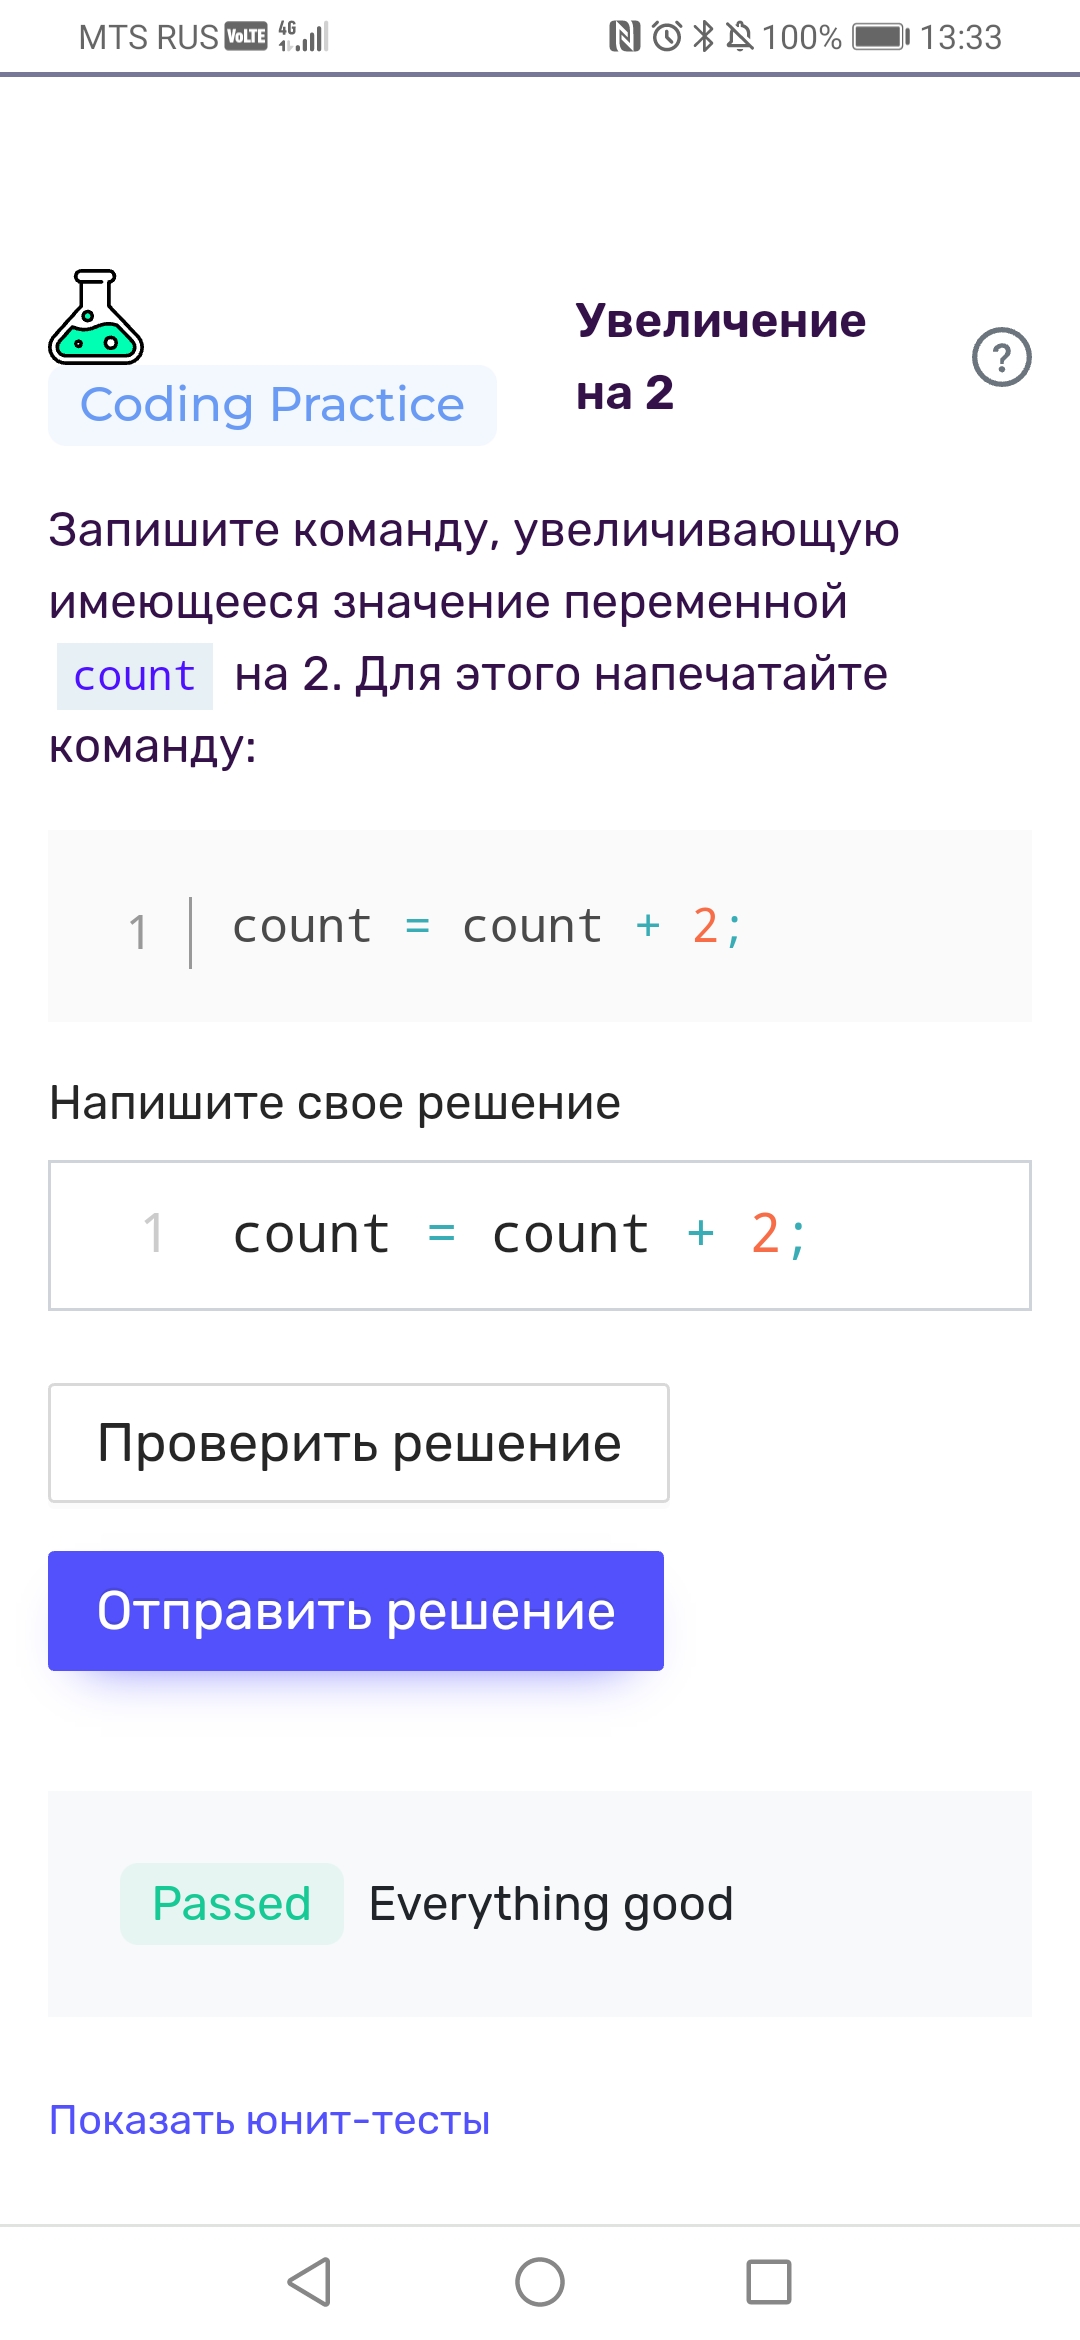 MTS RUS VoLTE 4G 100% 13:33
Увеличение
на 2
?
Coding Practice
Запишите команду, увеличивающую
имеющееся значение переменной
count на 2. Для этого напечатайте
команду:
1 count = count + 2;
Напишите свое решение
1 count = count + 2;
Проверить решение
Отправить решение
Passed Everything good
Показать юнит-тесты